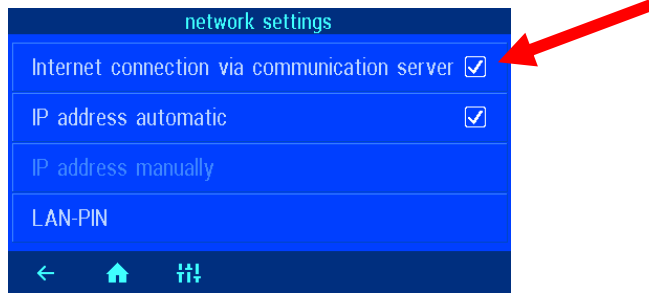 network settings
Internet connection via communication server
IP address automatic
IP address manually
LAN-PIN